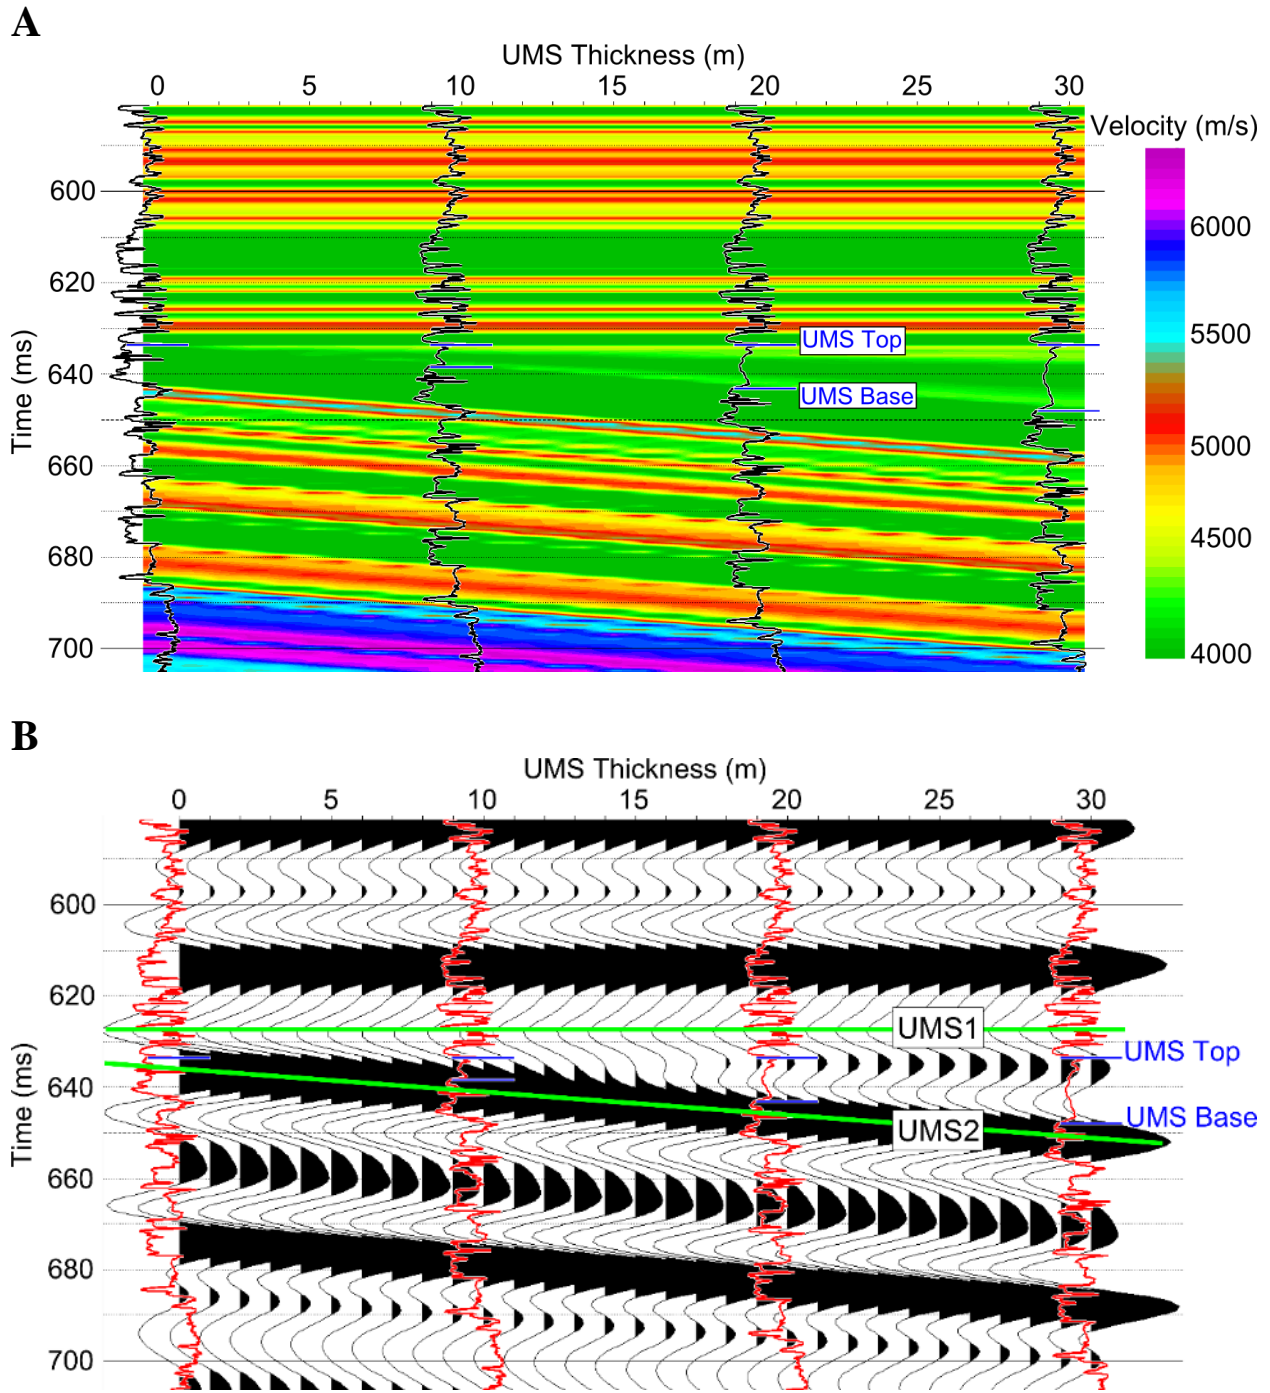 A
UMS Thickness (m)
0 5 10 15 20 25 30
Velocity (m/s)
600
620
640
660
680
700
Time (ms)
UMS Top
UMS Base
6000
5500
5000
4500
4000
B
UMS Thickness (m)
0 5 10 15 20 25 30
600
620
640
660
680
700
Time (ms)
UMS1
UMS Top
UMS2
UMS Base